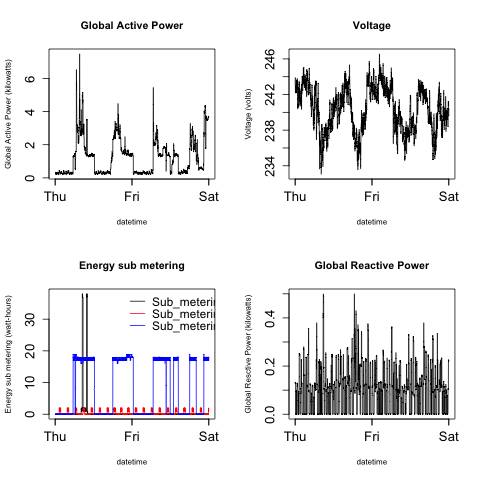 Global Active Power
Global Active Power (kilowatts)
0 2 4 6
Thu Fri Sat
datetime
Voltage
Voltage (volts)
234 238 242 246
Thu Fri Sat
datetime
Energy sub metering
Energy sub metering (watt-hours)
0 10 20 30
Sub_meterin
Sub_meterin
Sub_meterin
Thu Fri Sat
datetime
Global Reactive Power
Global Resctive Power (kilowatts)
0.0 0.2 0.4
Thu Fri Sat
datetime